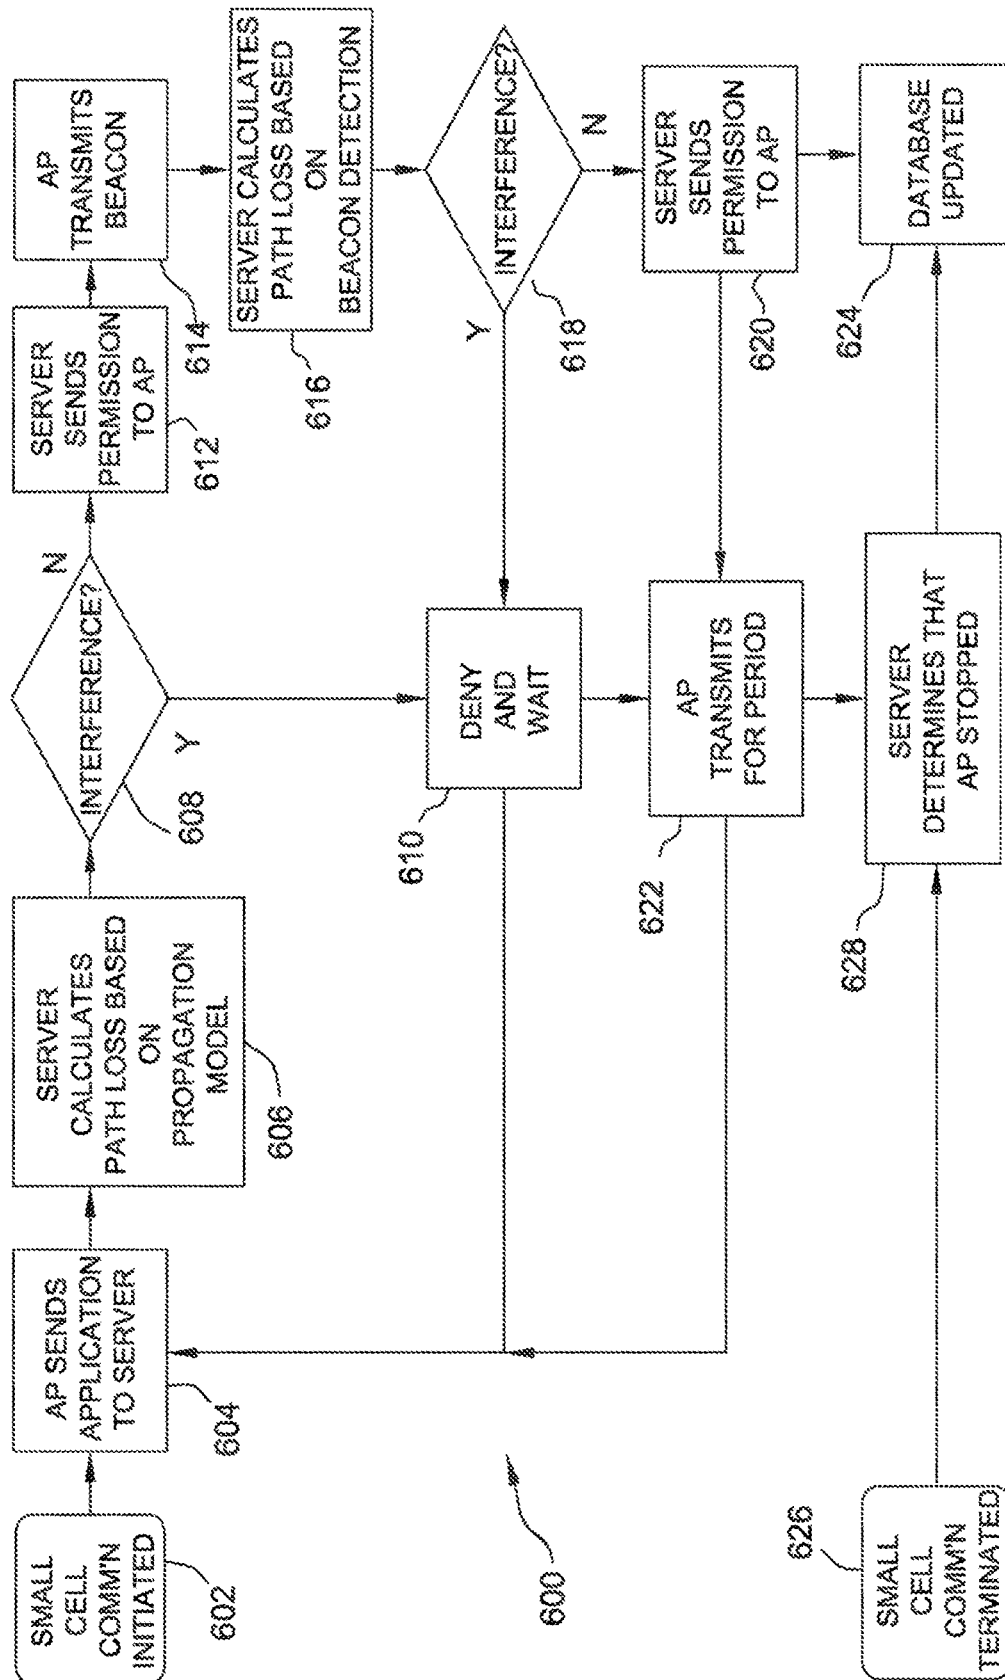 SMALL
CELL
COMM'N
INITIATED
602
AP SENDS
APPLICATION
TO SERVER
604
SERVER
CALCULATES
PATH LOSS BASED
ON
PROPAGATION
MODEL
606
INTERFERENCE?
608
N
Y
SERVER
SENDS
PERMISSION
TO AP
612
AP
TRANSMITS
BEACON
614
SERVER CALCULATES
PATH LOSS BASED
ON
BEACON DETECTION
616
DENY
AND
WAIT
610
INTERFERENCE?
618
Y
N
AP
TRANSMITS
FOR PERIOD
622
SERVER
SENDS
PERMISSION
TO AP
620
600
SMALL
CELL
COMM'N
TERMINATED
626
SERVER
DETERMINES THAT
AP STOPPED
628
DATABASE
UPDATED
624